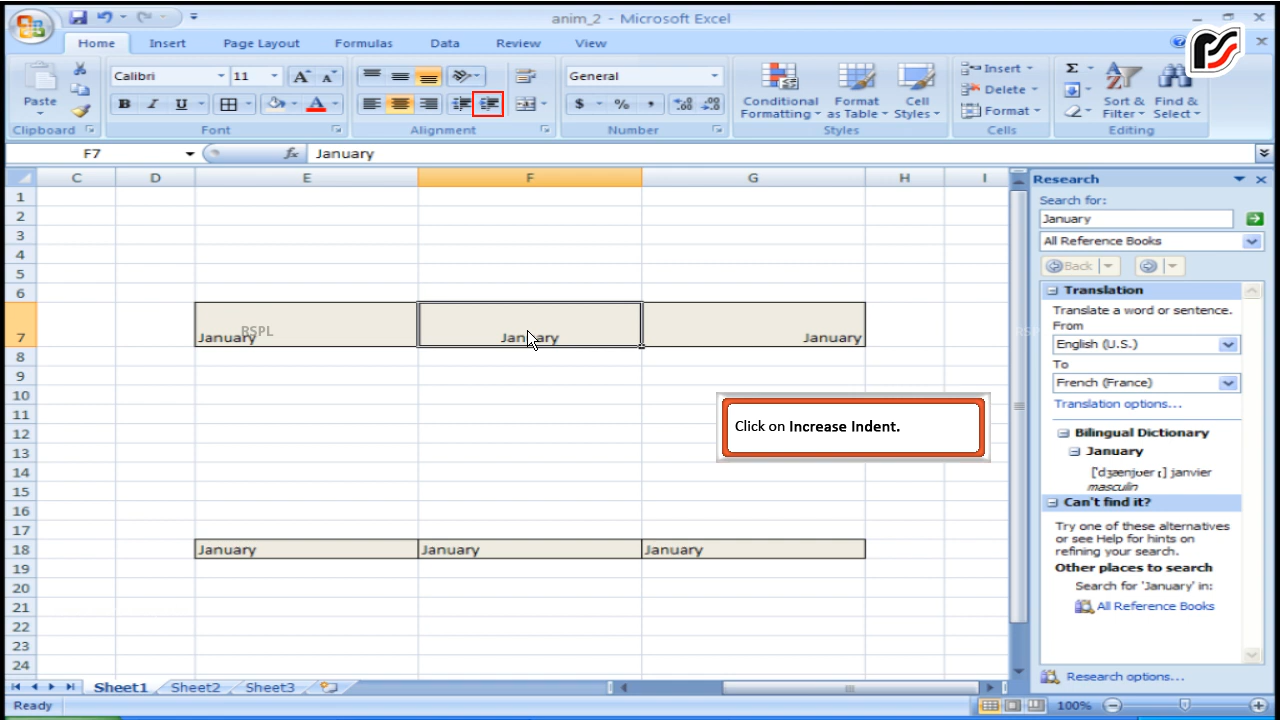 anim_2 - Microsoft Excel
Home Insert Page Layout Formulas Data Review View
Paste
Clipboard
Calibri 11 A A
B I U A
Font
Alignment
General
$ % ,
Number
Conditional Formatting
Format as Table
Cell Styles
Styles
Insert
Delete
Format
Cells
Σ
Sort & Filter
Find & Select
Editing
F7 fx January
C D E F G H I
1
2
3
4
5
6
7 January January January
RSPL
8
9
10
11
12
13
14
15
16
17
18 January January January
19
20
21
22
23
24
Click on Increase Indent.
Research
Search for:
January
All Reference Books
Back
Translation
Translate a word or sentence.
From
English (U.S.)
To
French (France)
Translation options...
Bilingual Dictionary
January
janvier
masculin
Can't find it?
Try one of these alternatives
or see Help for hints on
refining your search.
Other places to search
Search for 'January' in:
All Reference Books
Research options...
Sheet1 Sheet2 Sheet3
Ready 100%